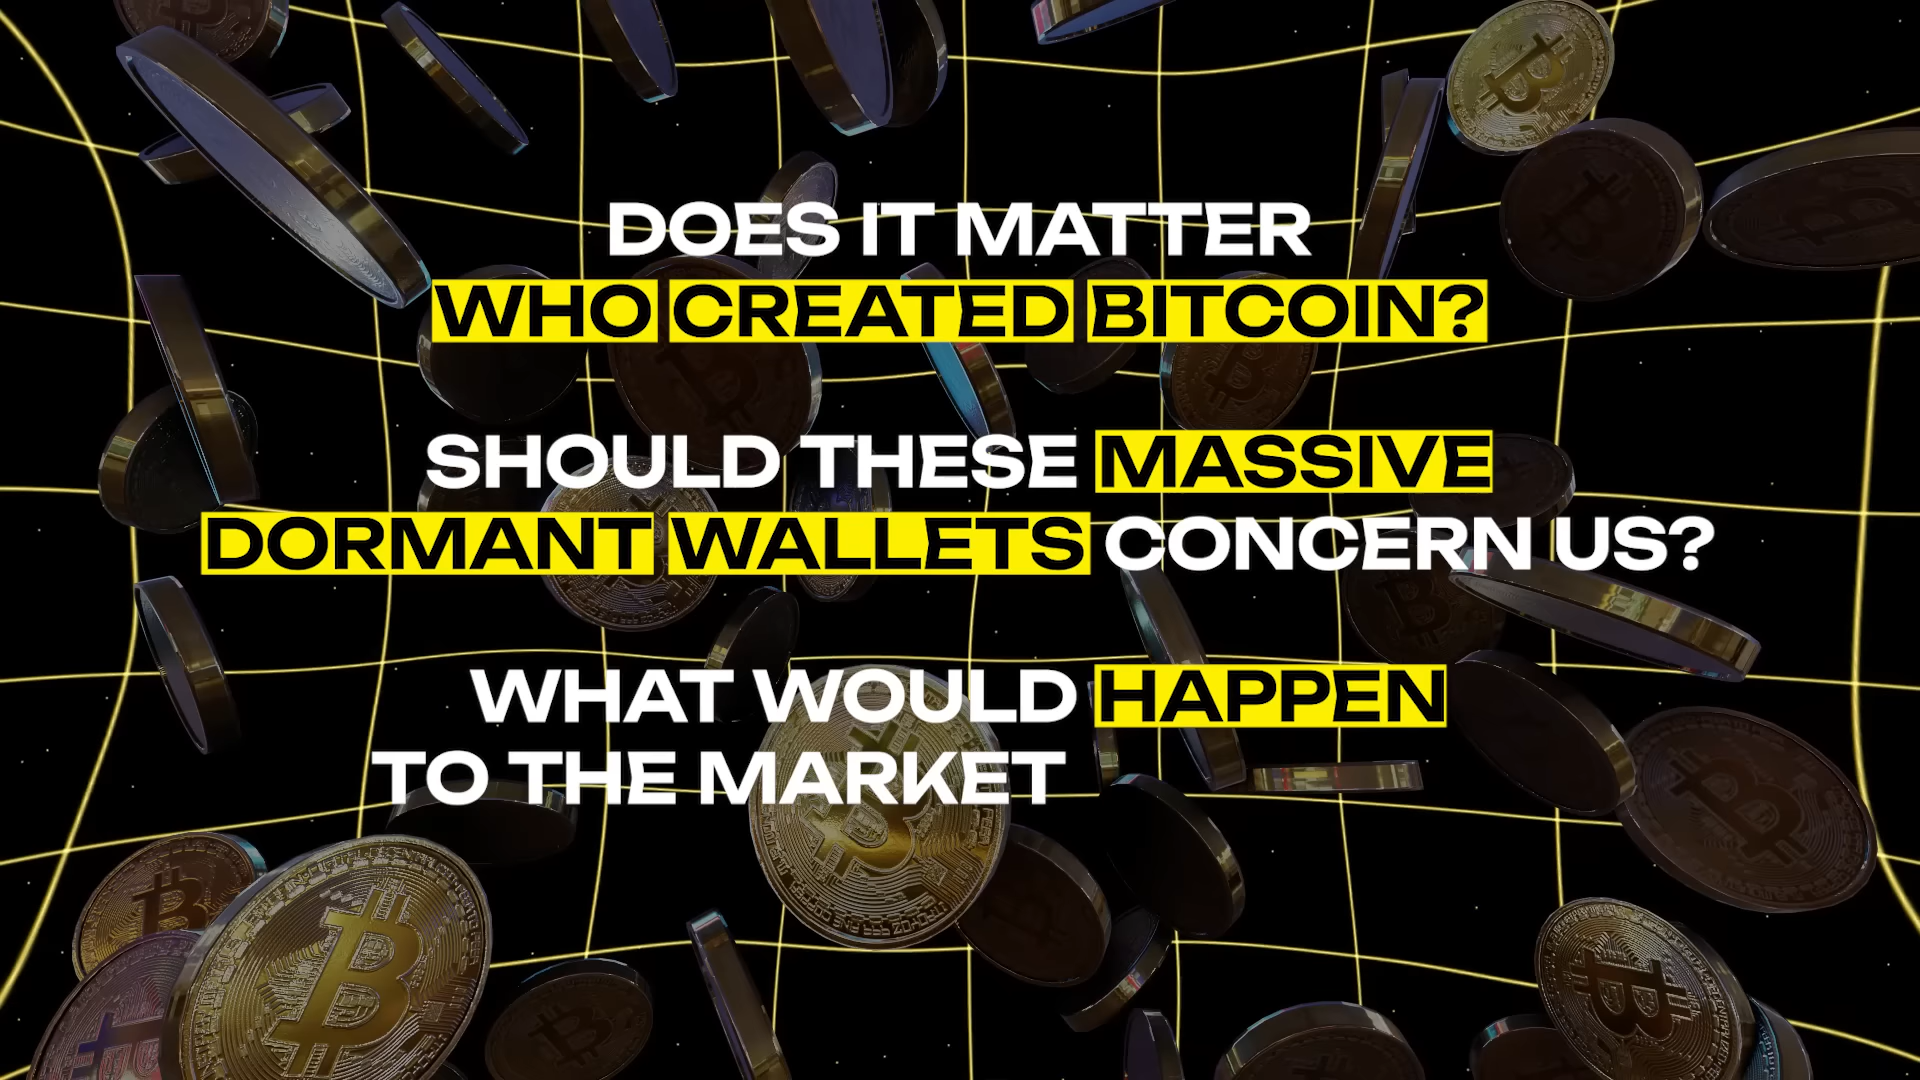 DOES IT MATTER
WHO CREATED BITCOIN?
SHOULD THESE MASSIVE
DORMANT WALLETS CONCERN US?
WHAT WOULD HAPPEN
TO THE MARKET